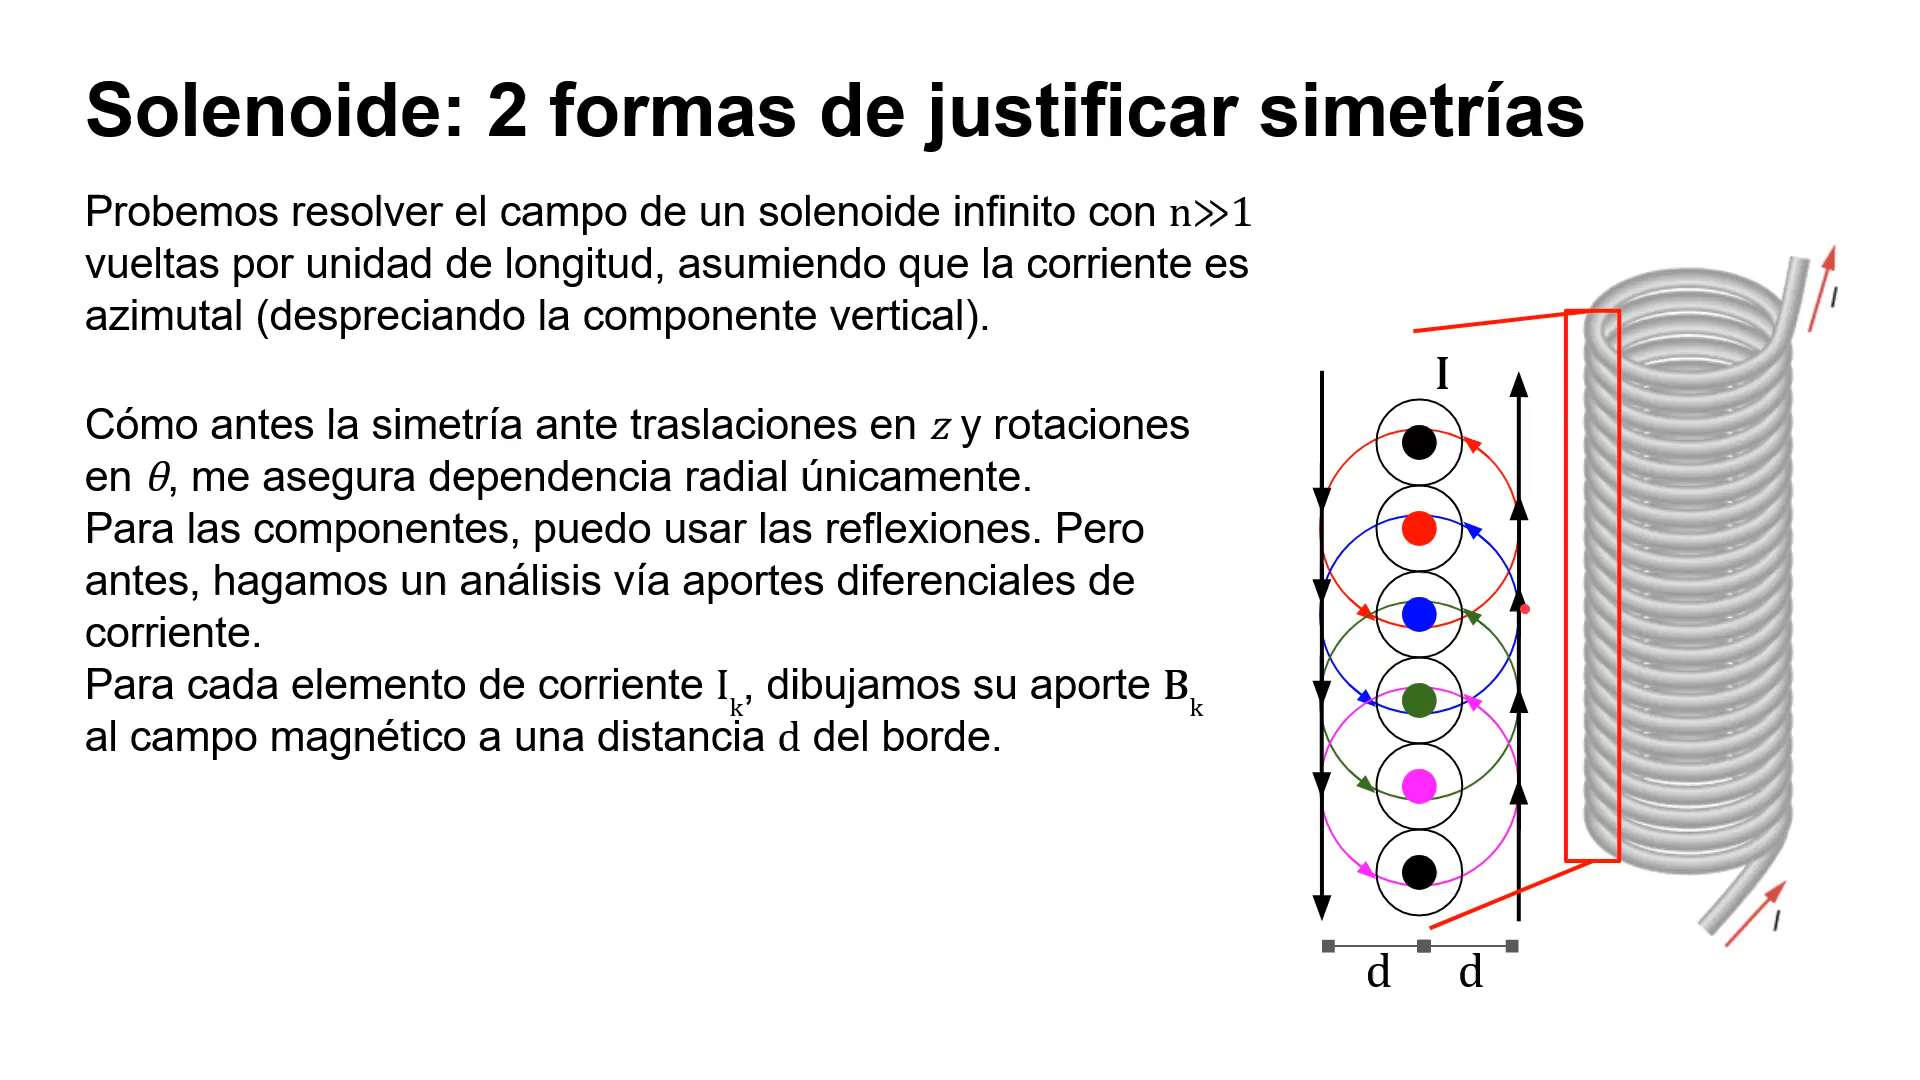 Solenoide: 2 formas de justificar simetrías
Probemos resolver el campo de un solenoide infinito con n≫1
vueltas por unidad de longitud, asumiendo que la corriente es
azimutal (despreciando la componente vertical).
Cómo antes la simetría ante traslaciones en z y rotaciones
en θ, me asegura dependencia radial únicamente.
Para las componentes, puedo usar las reflexiones. Pero
antes, hagamos un análisis vía aportes diferenciales de
corriente.
Para cada elemento de corriente Iₖ, dibujamos su aporte Bₖ
al campo magnético a una distancia d del borde.
I
I
I
d d